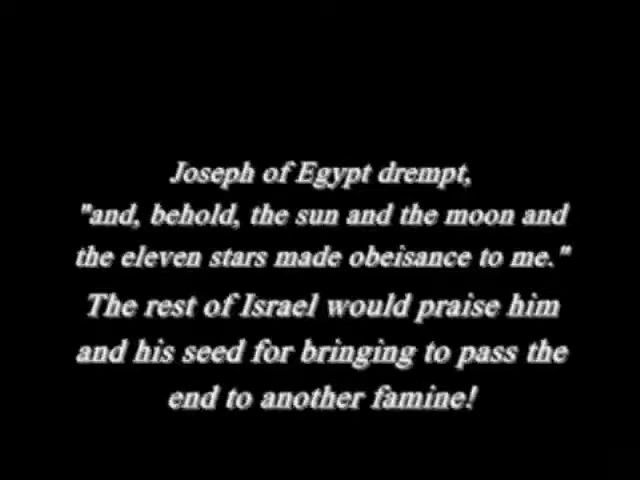 Joseph of Egypt drempt,
"and, behold, the sun and the moon and
the eleven stars made obeisance to me."
The rest of Israel would praise him
and his seed for bringing to pass the
end to another famine!